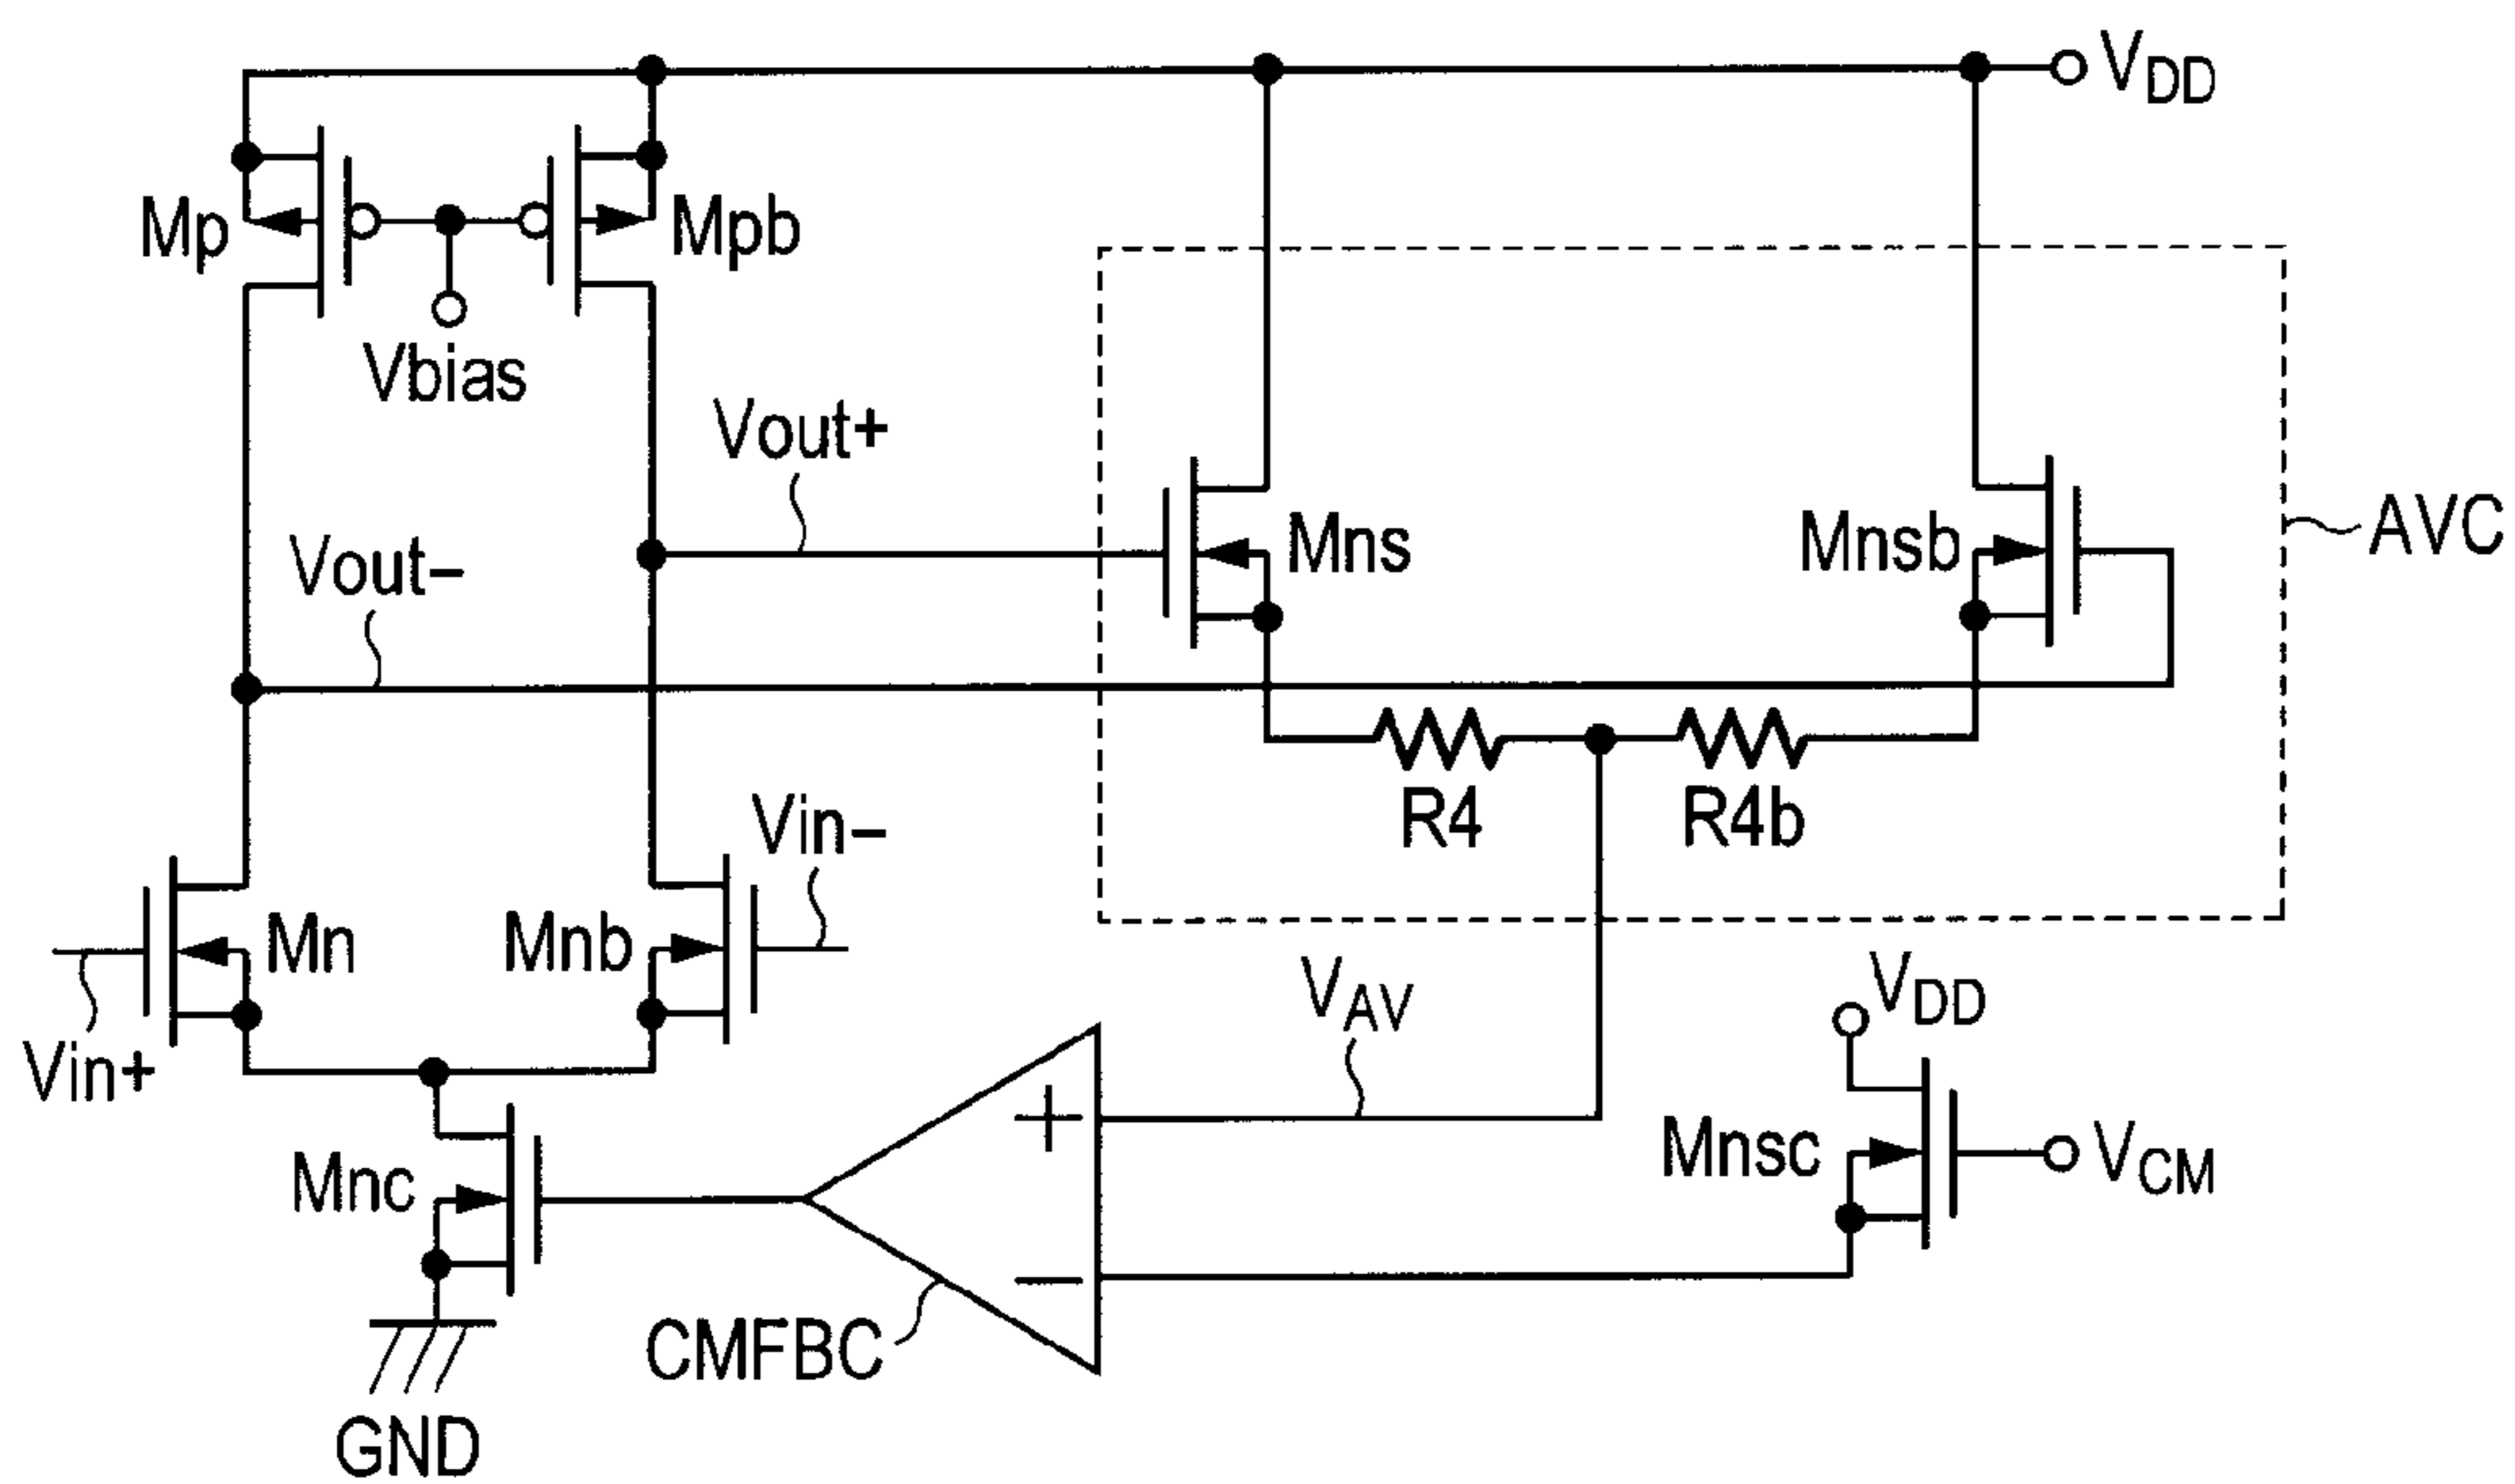 VDD
Mp
Mpb
Vbias
Vout+
Vout−
Mns
Mnsb
AVC
R4
R4b
Vin−
Mn
Mnb
Vin+
VAV
VDD
Mnsc
VCM
Mnc
+
−
CMFBC
GND